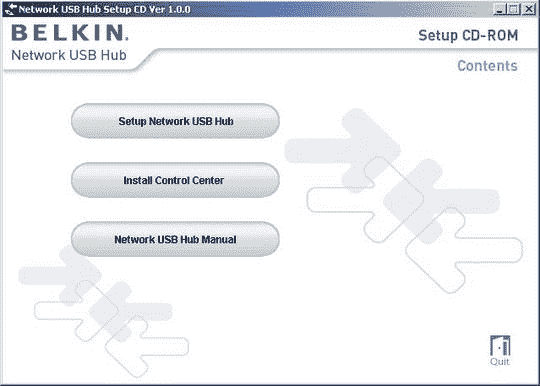 Network USB Hub Setup CD Ver 1.0.0
BELKIN.
Network USB Hub
Setup CD-ROM
Contents
Setup Network USB Hub
Install Control Center
Network USB Hub Manual
Quit